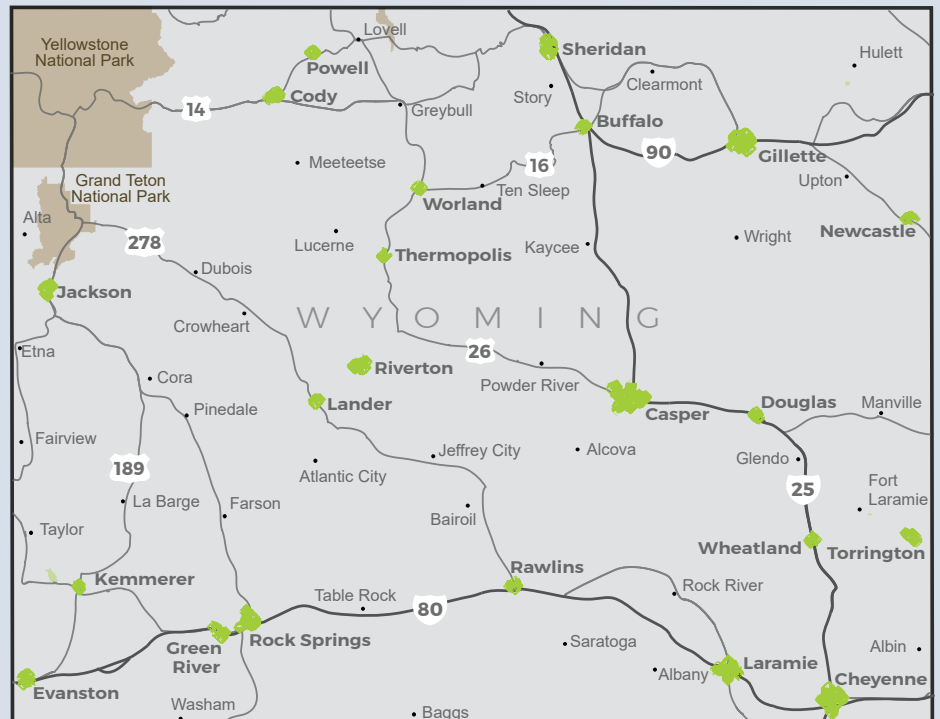 Lovell
Yellowstone
National Park
Sheridan
Hulett
Powell
Clearmont
Cody
Story
14
Greybull
Buffalo
90
Gillette
Meeteetse
16
Grand Teton
National Park
Ten Sleep
Upton
Worland
Alta
Newcastle
278
Lucerne
Kaycee
Wright
Thermopolis
Dubois
Jackson
Crowheart
WYOMING
Etna
26
Riverton
Cora
Powder River
Lander
Pinedale
Casper
Douglas
Manville
Fairview
Jeffrey City
Alcova
Glendo
189
Atlantic City
Fort
Laramie
25
La Barge
Farson
Bairoil
Taylor
Wheatland
Torrington
Kemmerer
Rawlins
Table Rock
80
Rock River
Rock Springs
Green
River
Saratoga
Albin
Albany
Laramie
Cheyenne
Evanston
Washam
Baggs